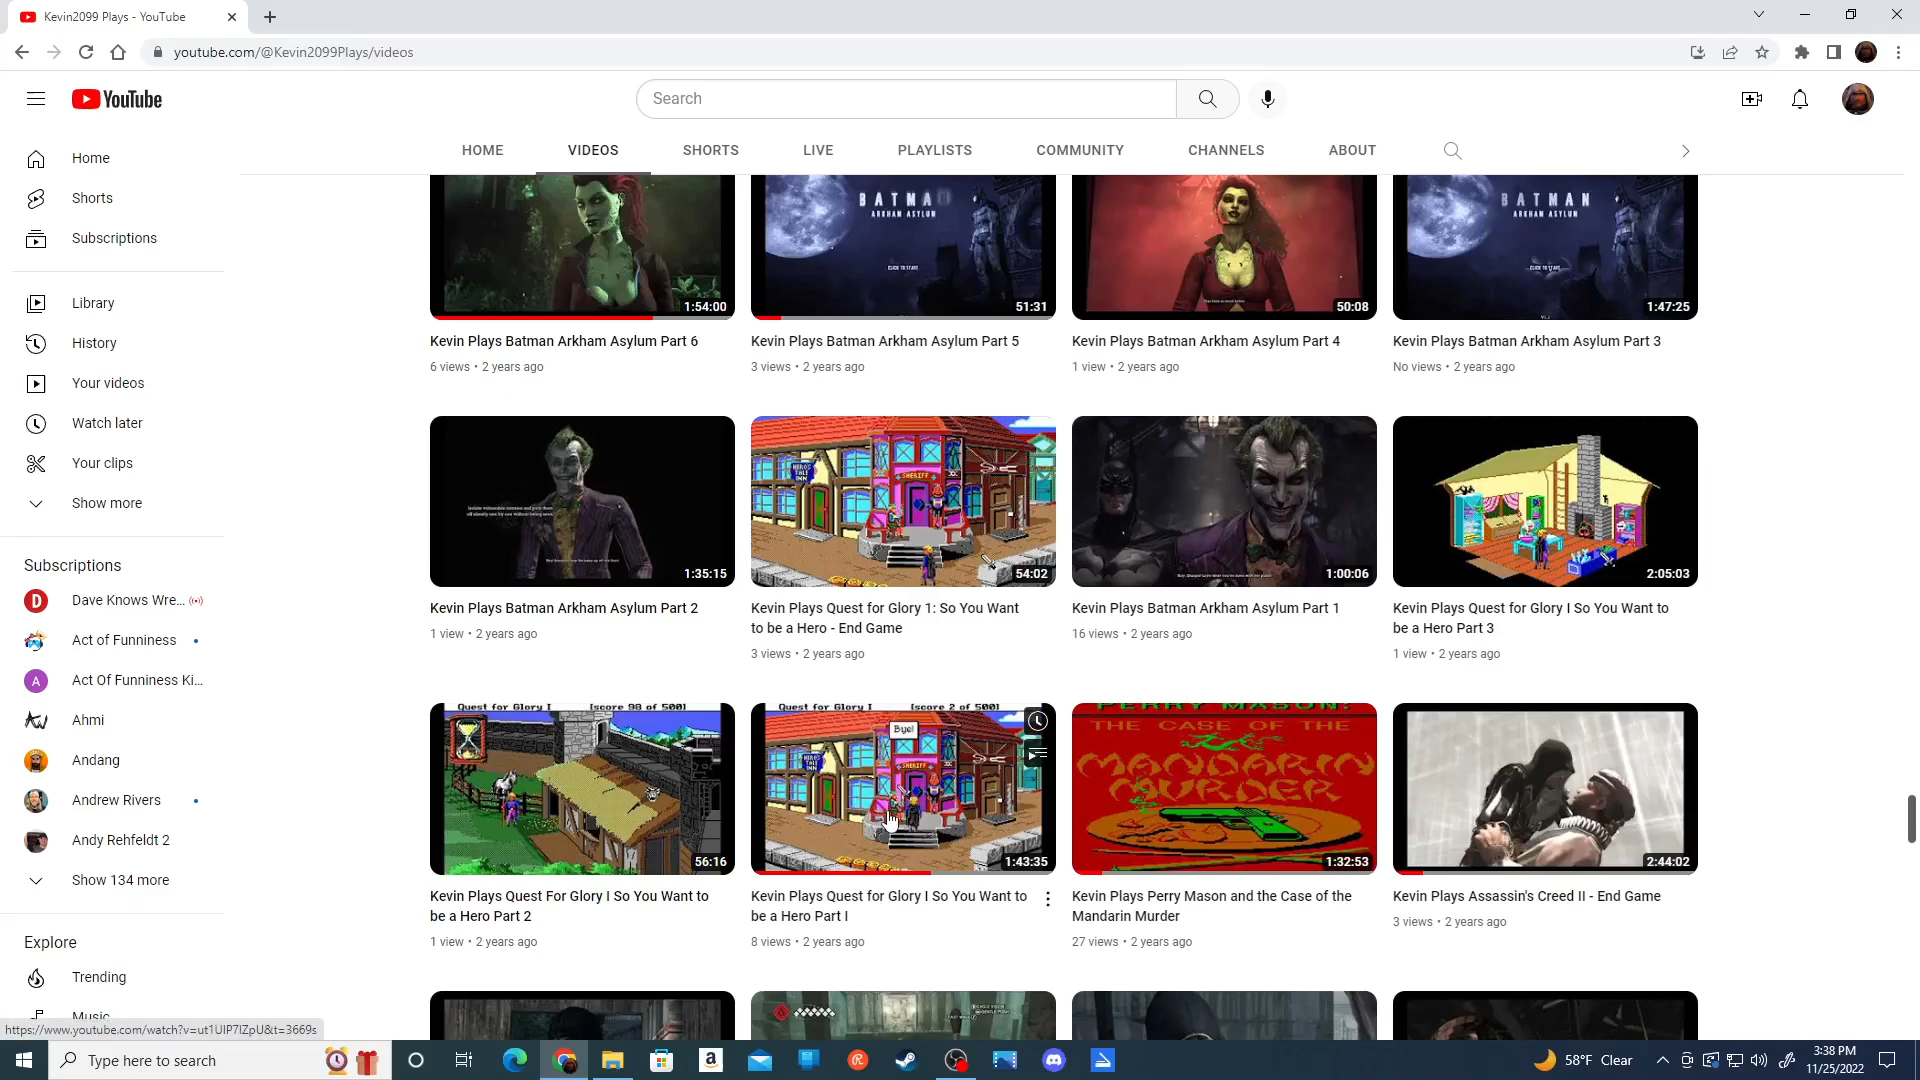 Kevin2099 Plays - YouTube
youtube.com/@Kevin2099Plays/videos
YouTube
Search
HOME
VIDEOS
SHORTS
LIVE
PLAYLISTS
COMMUNITY
CHANNELS
ABOUT
Home
Shorts
Subscriptions
Library
History
Your videos
Watch later
Your clips
Show more
Subscriptions
Dave Knows Wre...
Act of Funniness
Act Of Funniness Ki...
Ahmi
Andang
Andrew Rivers
Andy Rehfeldt 2
Show 134 more
Explore
Trending
Music
1:54:00
Kevin Plays Batman Arkham Asylum Part 6
6 views • 2 years ago
BATMAN
ARKHAM ASYLUM
CLICK TO START
51:31
Kevin Plays Batman Arkham Asylum Part 5
3 views • 2 years ago
50:08
Kevin Plays Batman Arkham Asylum Part 4
1 view • 2 years ago
BATMAN
ARKHAM ASYLUM
CLICK TO START
1:47:25
Kevin Plays Batman Arkham Asylum Part 3
No views • 2 years ago
1:35:15
Kevin Plays Batman Arkham Asylum Part 2
1 view • 2 years ago
HERO'S
TALE
INN
SHERIFF
54:02
Kevin Plays Quest for Glory 1: So You Want
to be a Hero - End Game
3 views • 2 years ago
1:00:06
Kevin Plays Batman Arkham Asylum Part 1
16 views • 2 years ago
2:05:03
Kevin Plays Quest for Glory I So You Want to
be a Hero Part 3
1 view • 2 years ago
Quest for Glory I [score 98 of 500]
56:16
Kevin Plays Quest For Glory I So You Want to
be a Hero Part 2
1 view • 2 years ago
Quest for Glory I [score 2 of 500]
Bye!
HERO'S
TALE
INN
SHERIFF
1:43:35
Kevin Plays Quest for Glory I So You Want to
be a Hero Part I
8 views • 2 years ago
PERRY MASON:
THE CASE OF THE
MANDARIN
MURDER
1:32:53
Kevin Plays Perry Mason and the Case of the
Mandarin Murder
27 views • 2 years ago
2:44:02
Kevin Plays Assassin's Creed II - End Game
3 views • 2 years ago
https://www.youtube.com/watch?v=ut1UIP7lZpU&t=3669s
Type here to search
58°F Clear
3:38 PM
11/25/2022